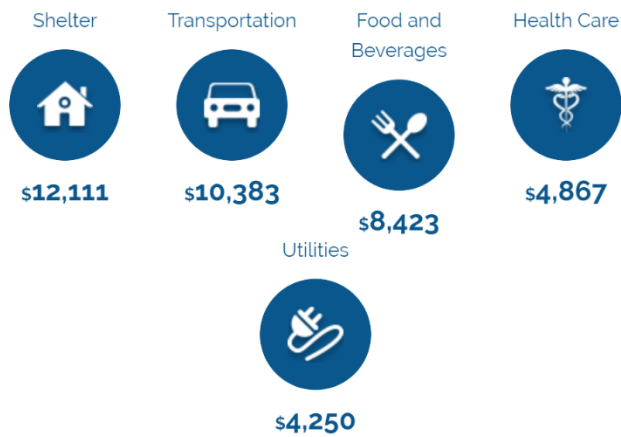 Shelter
Transportation
Food and
Beverages
Health Care
$12,111
$10,383
$8,423
$4,867
Utilities
$4,250